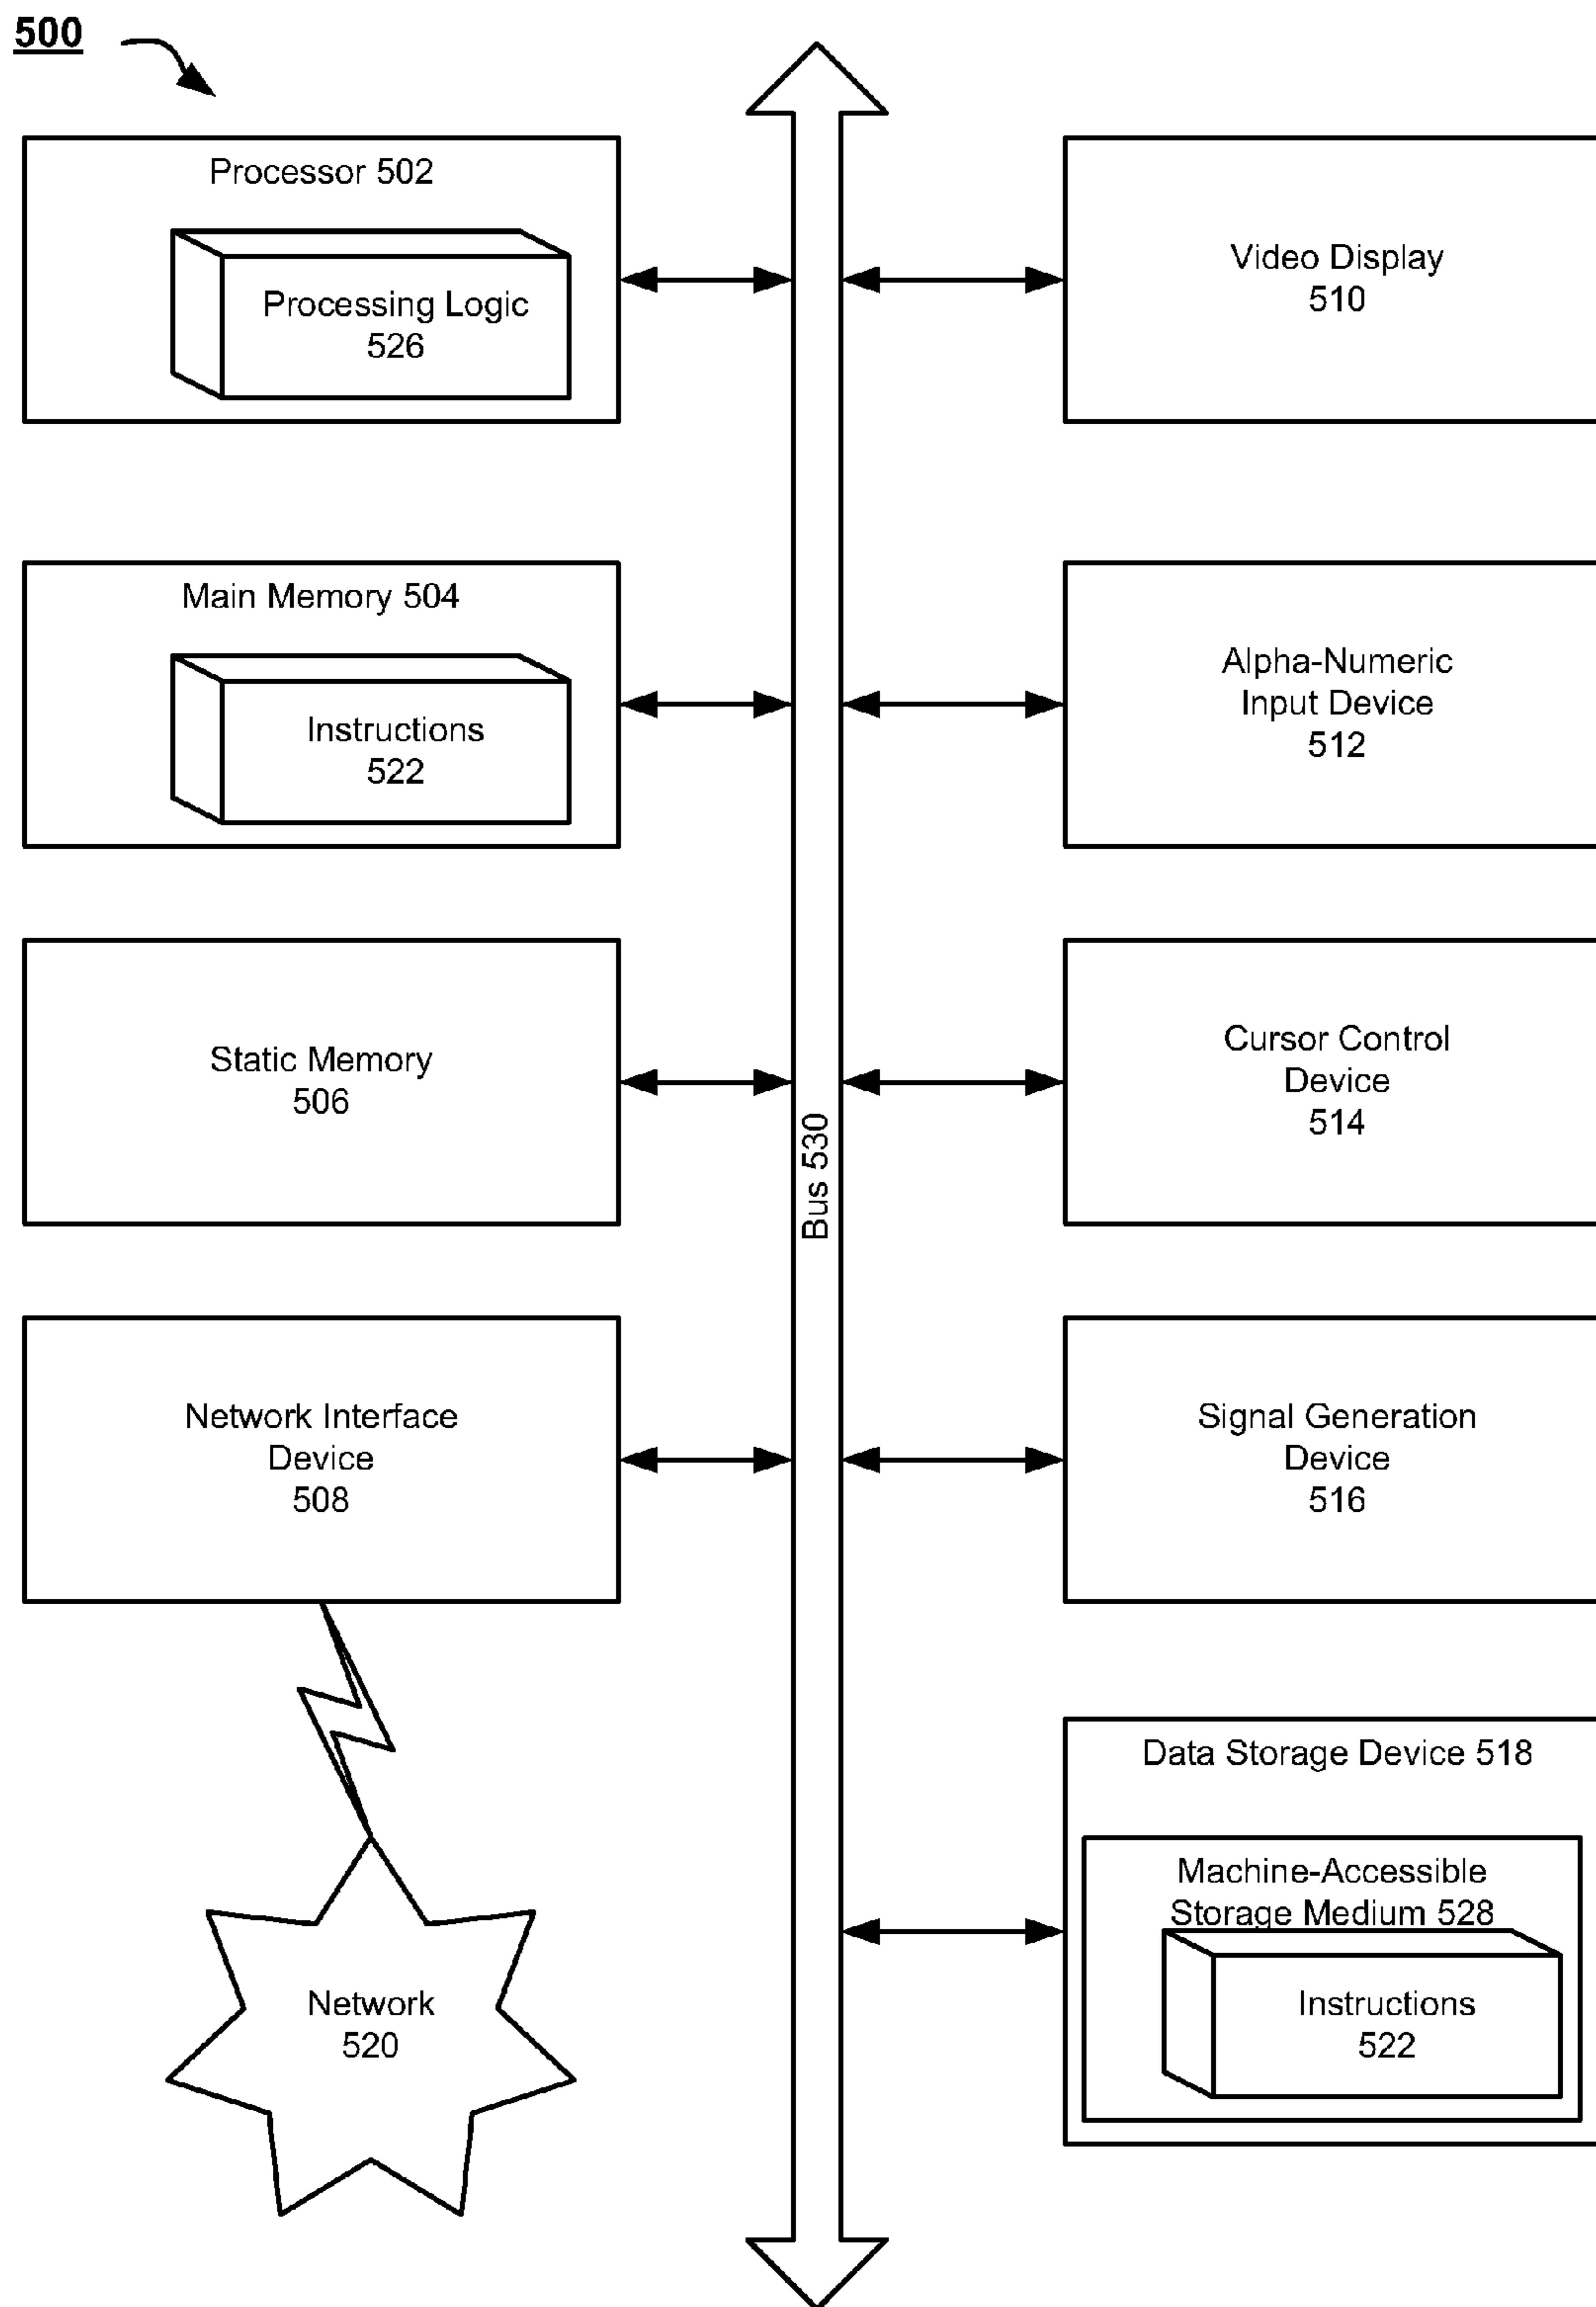 500
Processor 502
Processing Logic
526
Main Memory 504
Instructions
522
Static Memory
506
Network Interface
Device
508
Network
520
Bus 530
Video Display
510
Alpha-Numeric
Input Device
512
Cursor Control
Device
514
Signal Generation
Device
516
Data Storage Device 518
Machine-Accessible
Storage Medium 528
Instructions
522